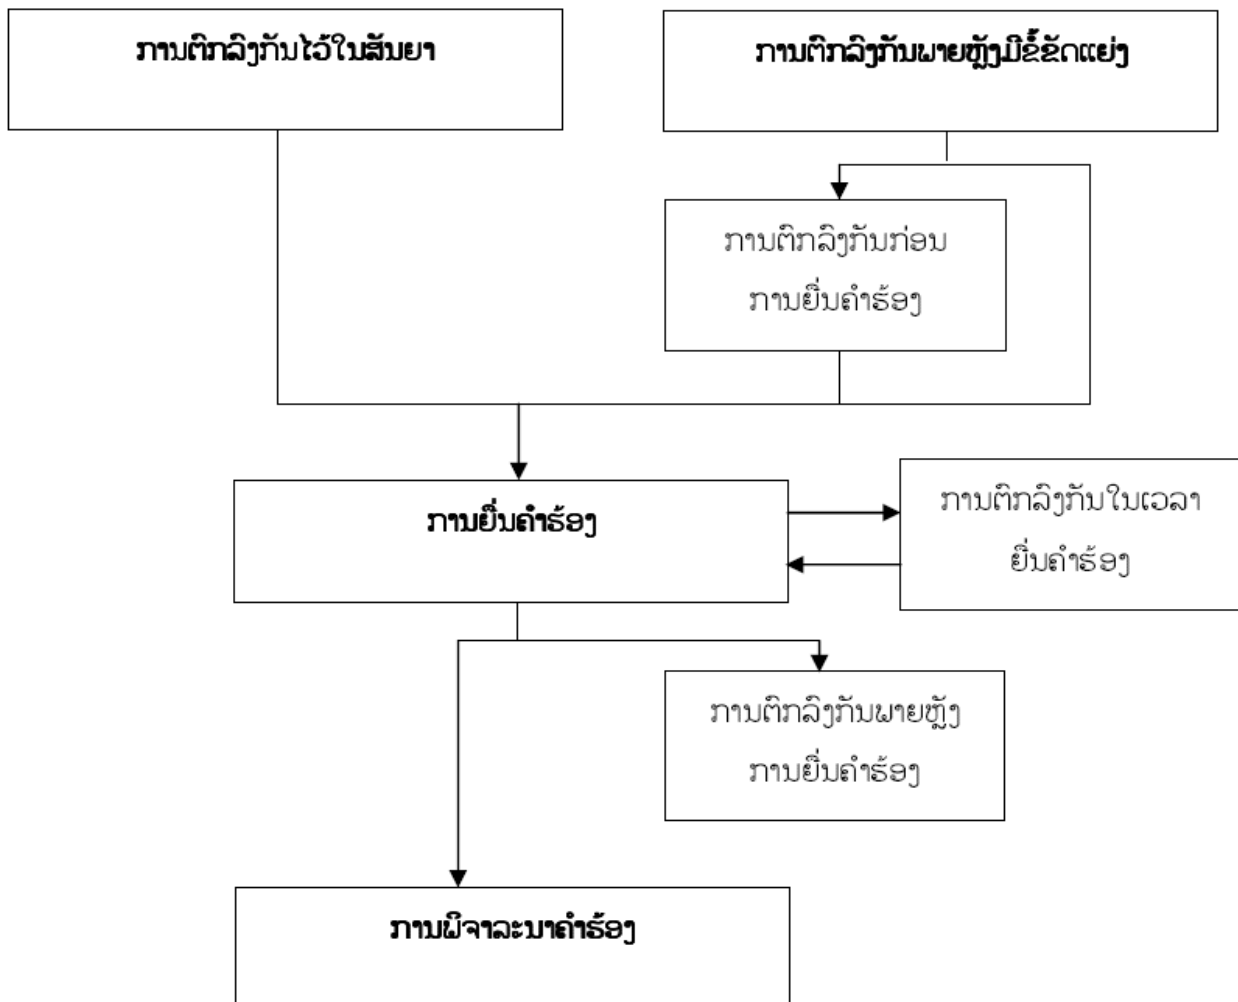 ການຕົກລົງກັນໄວ້ໃນສັນຍາ
ການຕົກລົງກັນພາຍຫຼັງມີຂໍ້ຂັດແຍ່ງ
ການຕົກລົງກັນກ່ອນ
ການຍື່ນຄໍາຮ້ອງ
ການຍື່ນຄໍາຮ້ອງ
ການຕົກລົງກັນໃນເວລາ
ຍື່ນຄໍາຮ້ອງ
ການຕົກລົງກັນພາຍຫຼັງ
ການຍື່ນຄໍາຮ້ອງ
ການພິຈາລະນາຄໍາຮ້ອງ